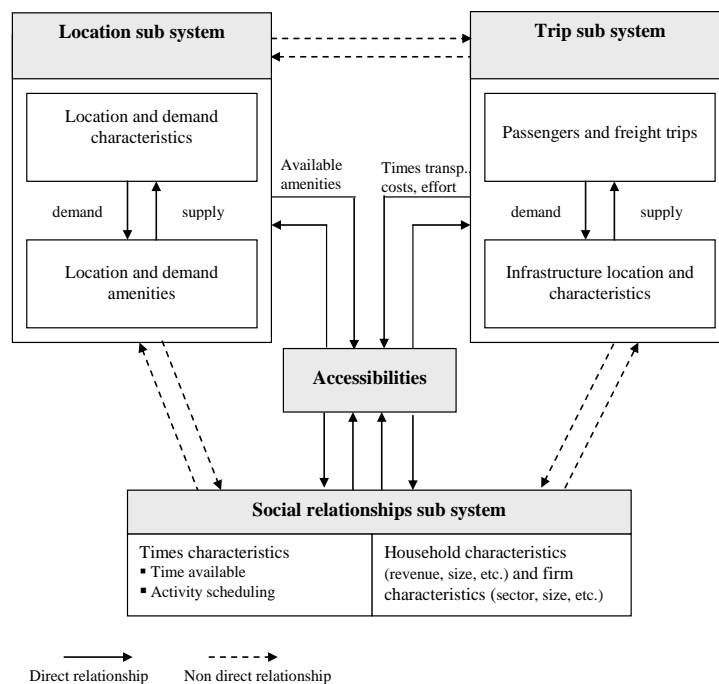 Location sub system
Trip sub system
Location and demand
characteristics
demand
supply
Location and demand
amenities
Available
amenities
Times transp.,
costs, effort
Passengers and freight trips
demand
supply
Infrastructure location and
characteristics
Accessibilities
Social relationships sub system
Times characteristics
▪ Time available
▪ Activity scheduling
Household characteristics
(revenue, size, etc.) and firm
characteristics (sector, size, etc.)
Direct relationship
Non direct relationship